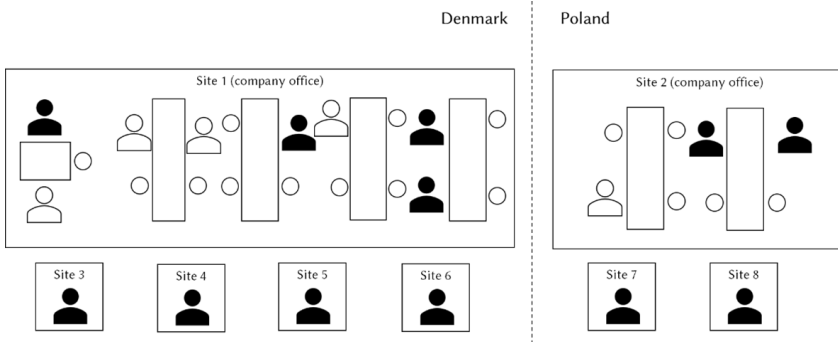 Denmark
Poland
Site 1 (company office)
Site 2 (company office)
Site 3
Site 4
Site 5
Site 6
Site 7
Site 8